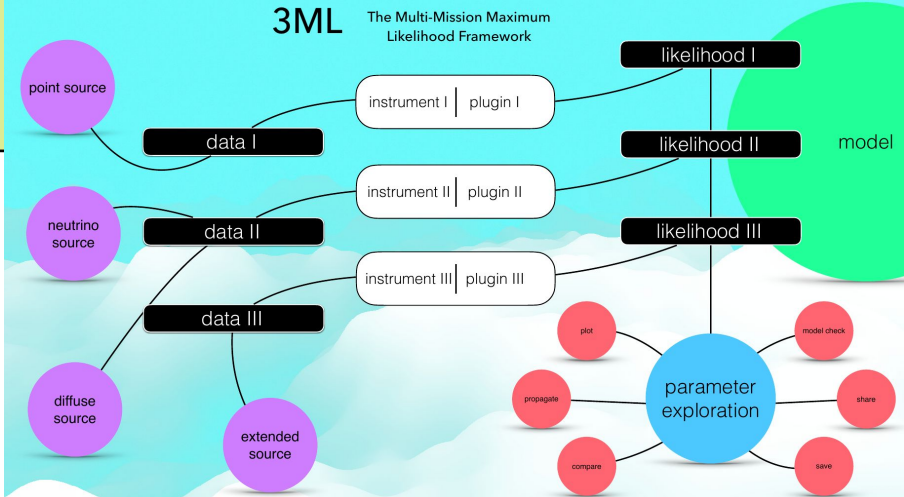 3ML
The Multi-Mission Maximum
Likelihood Framework
point source
data I
instrument I | plugin I
likelihood I
model
neutrino
source
data II
instrument II | plugin II
likelihood II
data III
instrument III | plugin III
likelihood III
diffuse
source
extended
source
parameter
exploration
plot
model check
propagate
share
compare
save